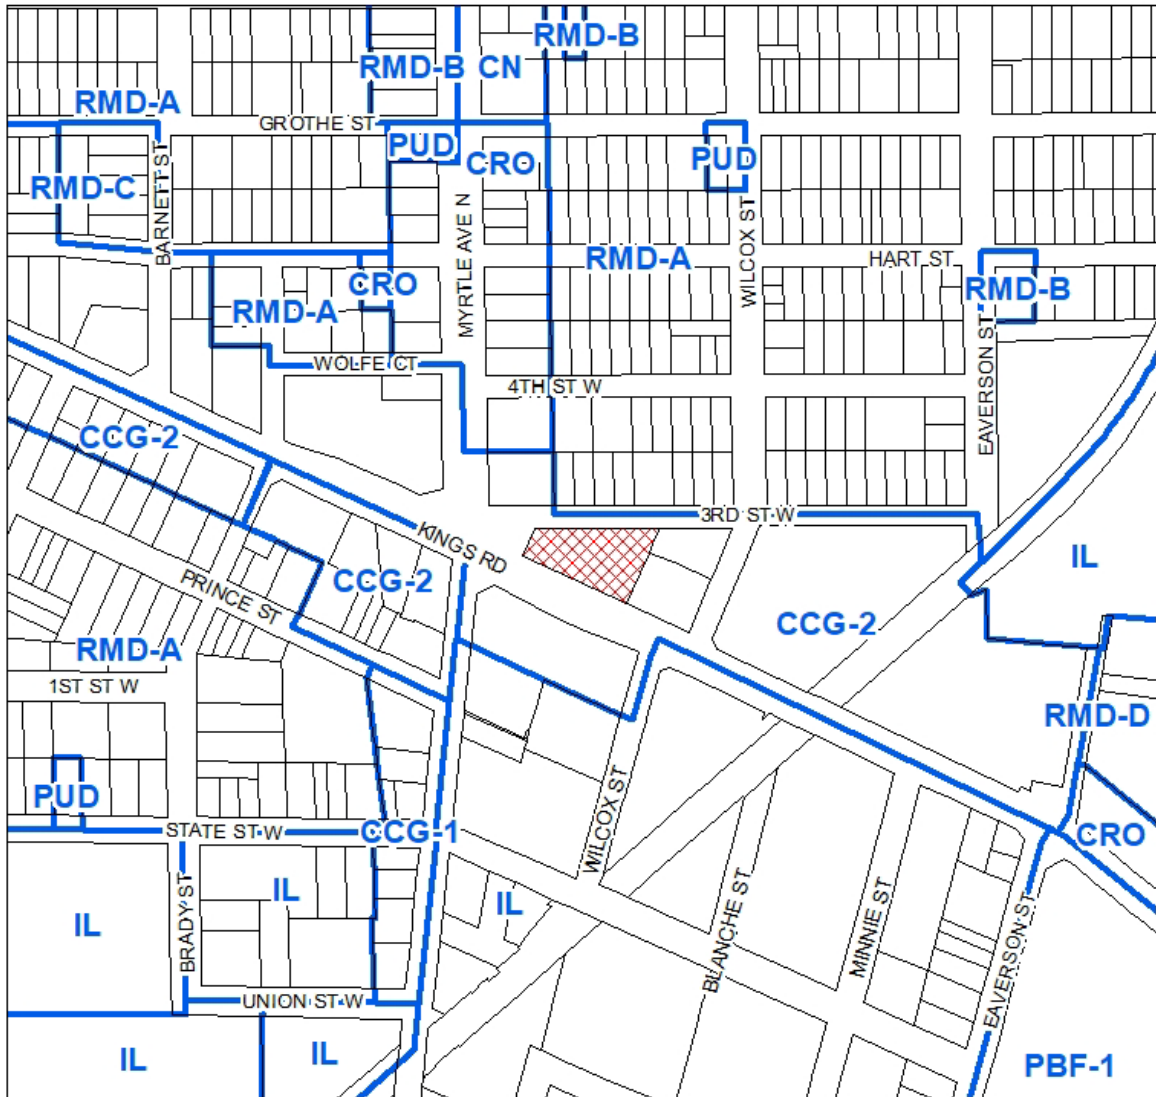 RMD-B
RMD-B
CN
RMD-A
GROTHE ST
PUD
CRO
PUD
RMD-C
BARNETT ST
MYRTLE AVE N
WILCOX ST
RMD-A
HART ST
CRO
RMD-B
RMD-A
WOLFE CT
4TH ST W
EAVERSON ST
CCG-2
3RD ST W
KINGS RD
IL
CCG-2
PRINCE ST
CCG-2
RMD-A
1ST ST W
RMD-D
PUD
STATE ST W
CCG-1
WILCOX ST
CRO
IL
IL
IL
BRADY ST
BLANCHE ST
MINNIE ST
EAVERSON ST
UNION ST W
IL
IL
PBF-1